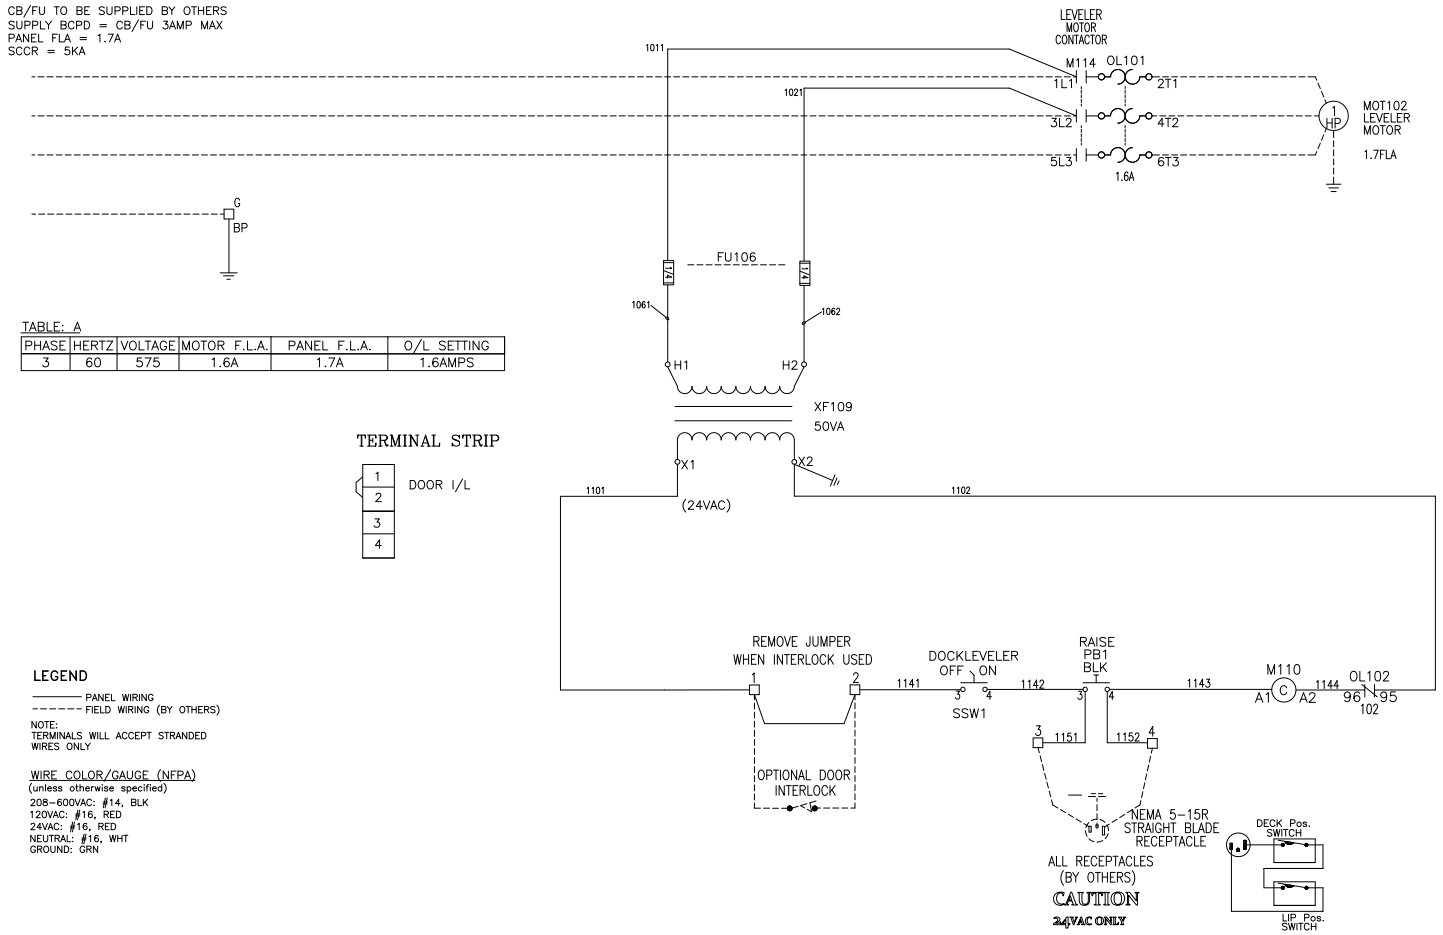 CB/FU TO BE SUPPLIED BY OTHERS
SUPPLY BCPD = CB/FU 3AMP MAX
PANEL FLA = 1.7A
SCCR = 5KA
LEVELER
MOTOR
CONTACTOR
1011
M114 OL101
1L1
2T1
1021
3L2
4T2
1
HP
MOT102
LEVELER
MOTOR
1.7FLA
5L3
6T3
1.6A
G
BP
FU106
1/4
1/4
1061
1062
TABLE: A
PHASE HERTZ VOLTAGE MOTOR F.L.A. PANEL F.L.A. O/L SETTING
3 60 575 1.6A 1.7A 1.6AMPS
H1
H2
XF109
50VA
X1
X2
(24VAC)
1101
1102
TERMINAL STRIP
1
2
3
4
DOOR I/L
REMOVE JUMPER
WHEN INTERLOCK USED
1
2
1141
DOCKLEVELER
OFF ON
3 4
SSW1
1142
RAISE
PB1
BLK
3 4
1143
M110
C
A1 A2
1144
OL102
96 95
102
3
1151
1152
4
OPTIONAL DOOR
INTERLOCK
NEMA 5-15R
STRAIGHT BLADE
RECEPTACLE
ALL RECEPTACLES
(BY OTHERS)
CAUTION
24VAC ONLY
DECK Pos.
SWITCH
LIP Pos.
SWITCH
LEGEND
PANEL WIRING
FIELD WIRING (BY OTHERS)
NOTE:
TERMINALS WILL ACCEPT STRANDED
WIRES ONLY
WIRE COLOR/GAUGE (NFPA)
(unless otherwise specified)
208-600VAC: #14, BLK
120VAC: #16, RED
24VAC: #16, RED
NEUTRAL: #16, WHT
GROUND: GRN